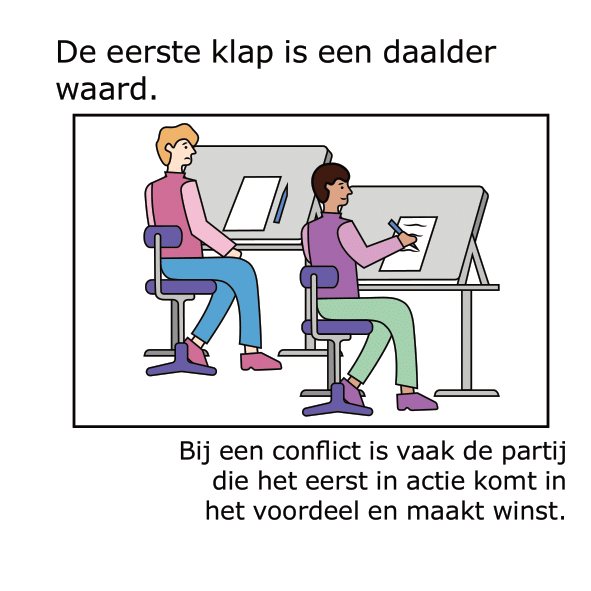 De eerste klap is een daalder
waard.
Bij een conflict is vaak de partij
die het eerst in actie komt in
het voordeel en maakt winst.